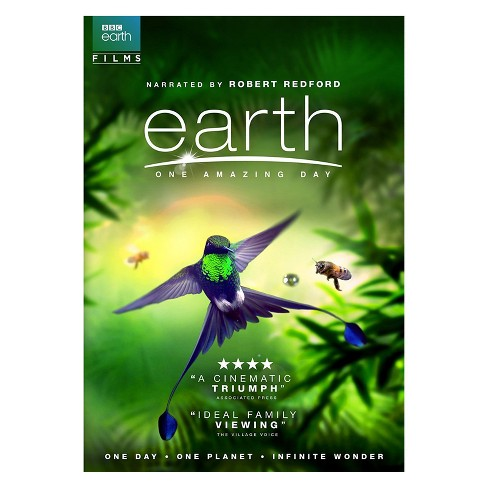 BBC
earth
FILMS
NARRATED BY ROBERT REDFORD
earth
ONE AMAZING DAY
★★★★
"A CINEMATIC
TRIUMPH"
ASSOCIATED PRESS
"IDEAL FAMILY
VIEWING"
THE VILLAGE VOICE
ONE DAY • ONE PLANET • INFINITE WONDER